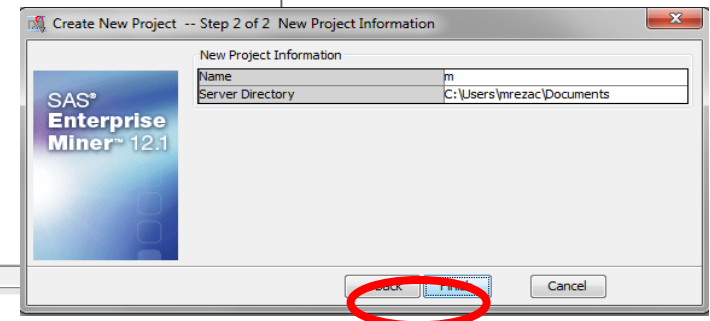 Create New Project -- Step 2 of 2 New Project Information
New Project Information
Name m
Server Directory C:\Users\mrezac\Documents
SAS®
Enterprise
Miner™ 12.1
Cancel